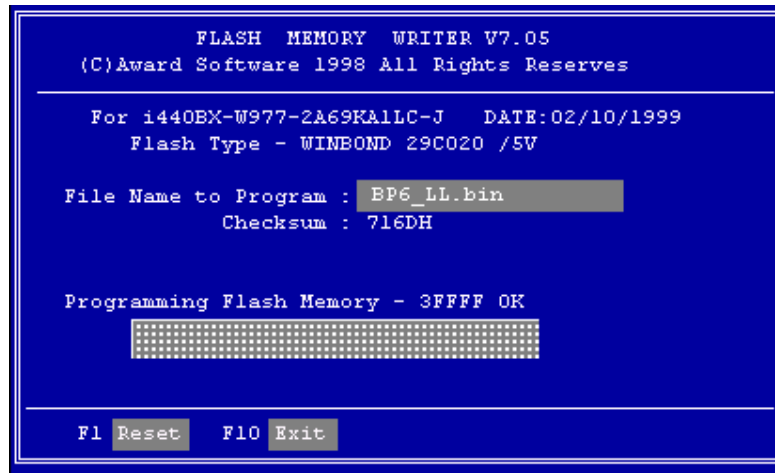 FLASH MEMORY WRITER V7.05
(C)Award Software 1998 All Rights Reserves
For i440BX-W977-2A69KA1LC-J DATE:02/10/1999
Flash Type - WINBOND 29C020 /5V
File Name to Program : BP6_LL.bin
Checksum : 716DH
Programming Flash Memory - 3FFFF OK
F1 Reset F10 Exit